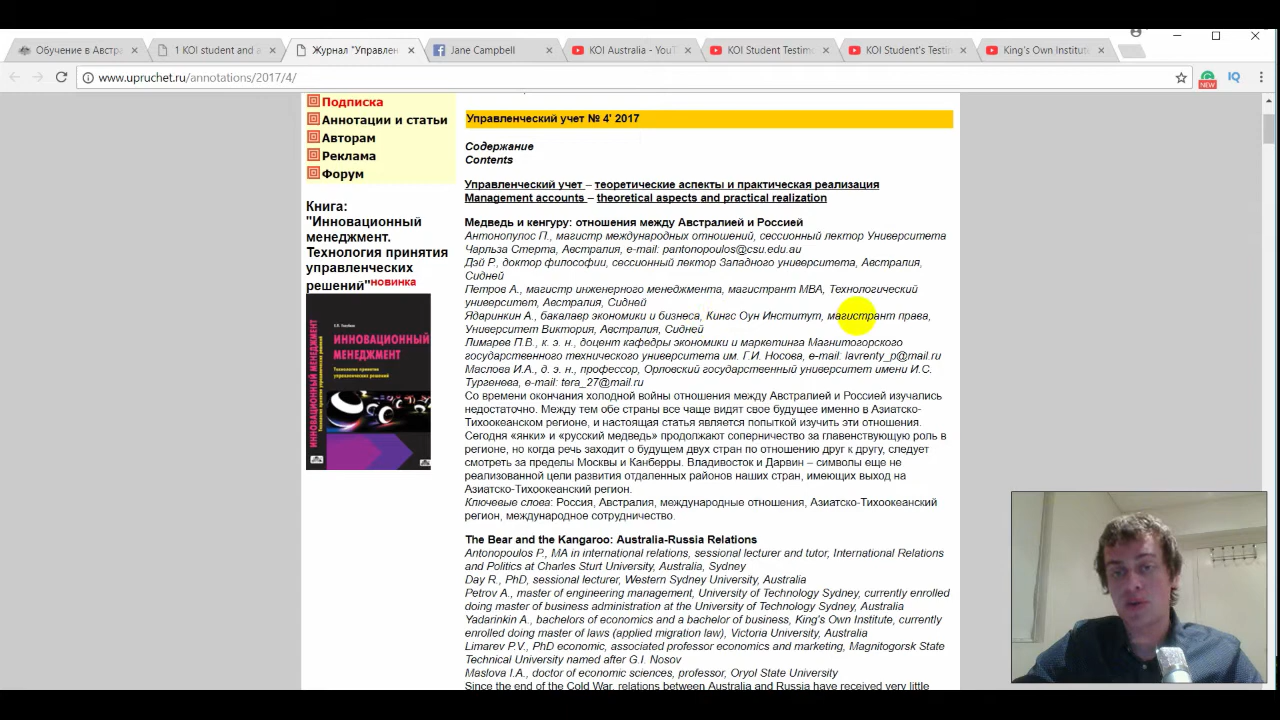 Обучение в Австра
1 KOI student and a
Журнал "Управлен
Jane Campbell
KOI Australia - YouT
KOI Student Testimo
KOI Student's Testim
King's Own Institute
www.upruchet.ru/annotations/2017/4/
NEW
IQ
Подписка
Аннотации и статьи
Авторам
Реклама
Форум
Книга:
"Инновационный
менеджмент.
Технология принятия
управленческих
решений"новинка
ИННОВАЦИОННЫЙ
МЕНЕДЖМЕНТ
Технология принятия
управленческих решений
ИННОВАЦИОННЫЙ МЕНЕДЖМЕНТ
Управленческий учет № 4' 2017
Содержание
Contents
Управленческий учет – теоретические аспекты и практическая реализация
Management accounts – theoretical aspects and practical realization
Медведь и кенгуру: отношения между Австралией и Россией
Антонопулос П., магистр международных отношений, сессионный лектор Университета
Чарльза Стерта, Австралия, e-mail: pantonopoulos@csu.edu.au
Дэй Р., доктор философии, сессионный лектор Западного университета, Австралия,
Сидней
Петров А., магистр инженерного менеджмента, магистрант MBA, Технологический
университет, Австралия, Сидней
Ядаринкин А., бакалавр экономики и бизнеса, Кингс Оун Институт, магистрант права,
Университет Виктория, Австралия, Сидней
Лимарев П.В., к. э. н., доцент кафедры экономики и маркетинга Магнитогорского
государственного технического университета им. Г.И. Носова, e-mail: lavrenty_p@mail.ru
Маслова И.А., д. э. н., профессор, Орловский государственный университет имени И.С.
Тургенева, e-mail: tera_27@mail.ru
Со времени окончания холодной войны отношения между Австралией и Россией изучались
недостаточно. Между тем обе страны все чаще видят свое будущее именно в Азиатско-
Тихоокеанском регионе, и настоящая статья является попыткой изучить эти отношения.
Сегодня «янки» и «русский медведь» продолжают соперничество за главенствующую роль в
регионе, но когда речь заходит о будущем двух стран по отношению друг к другу, следует
смотреть за пределы Москвы и Канберры. Владивосток и Дарвин – символы еще не
реализованной цели развития отдаленных районов наших стран, имеющих выход на
Азиатско-Тихоокеанский регион.
Ключевые слова: Россия, Австралия, международные отношения, Азиатско-Тихоокеанский
регион, международное сотрудничество.
The Bear and the Kangaroo: Australia-Russia Relations
Antonopoulos P., MA in international relations, sessional lecturer and tutor, International Relations
and Politics at Charles Sturt University, Australia, Sydney
Day R., PhD, sessional lecturer, Western Sydney University, Australia
Petrov A., master of engineering management, University of Technology Sydney, currently enrolled
doing master of business administration at the University of Technology Sydney, Australia
Yadarinkin A., bachelors of economics and a bachelor of business, King's Own Institute, currently
enrolled doing master of laws (applied migration law), Victoria University, Australia
Limarev P.V., PhD economic, associated professor economics and marketing, Magnitogorsk State
Technical University named after G.I. Nosov
Maslova I.A., doctor of economic sciences, professor, Oryol State University
Since the end of the Cold War, relations between Australia and Russia have received very little